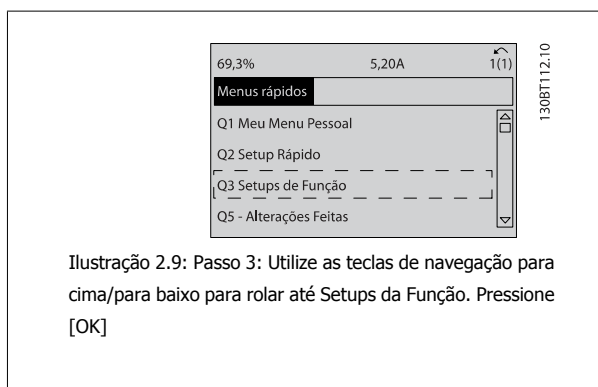 69,3% 5,20A 1(1)
Menus rápidos
Q1 Meu Menu Pessoal
Q2 Setup Rápido
Q3 Setups de Função
Q5 - Alterações Feitas
130BT112.10
Ilustração 2.9: Passo 3: Utilize as teclas de navegação para
cima/para baixo para rolar até Setups da Função. Pressione
[OK]